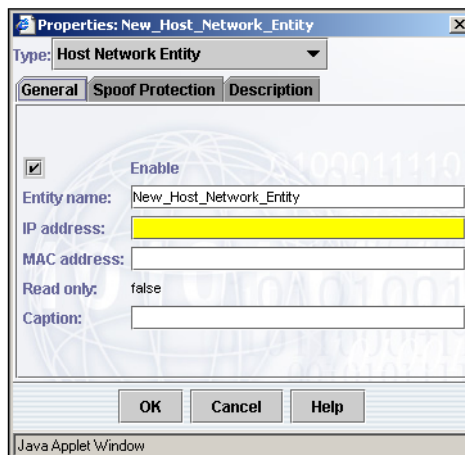 Properties: New_Host_Network_Entity
Type: Host Network Entity
General Spoof Protection Description
Enable
Entity name: New_Host_Network_Entity
IP address:
MAC address:
Read only: false
Caption:
OK Cancel Help
Java Applet Window